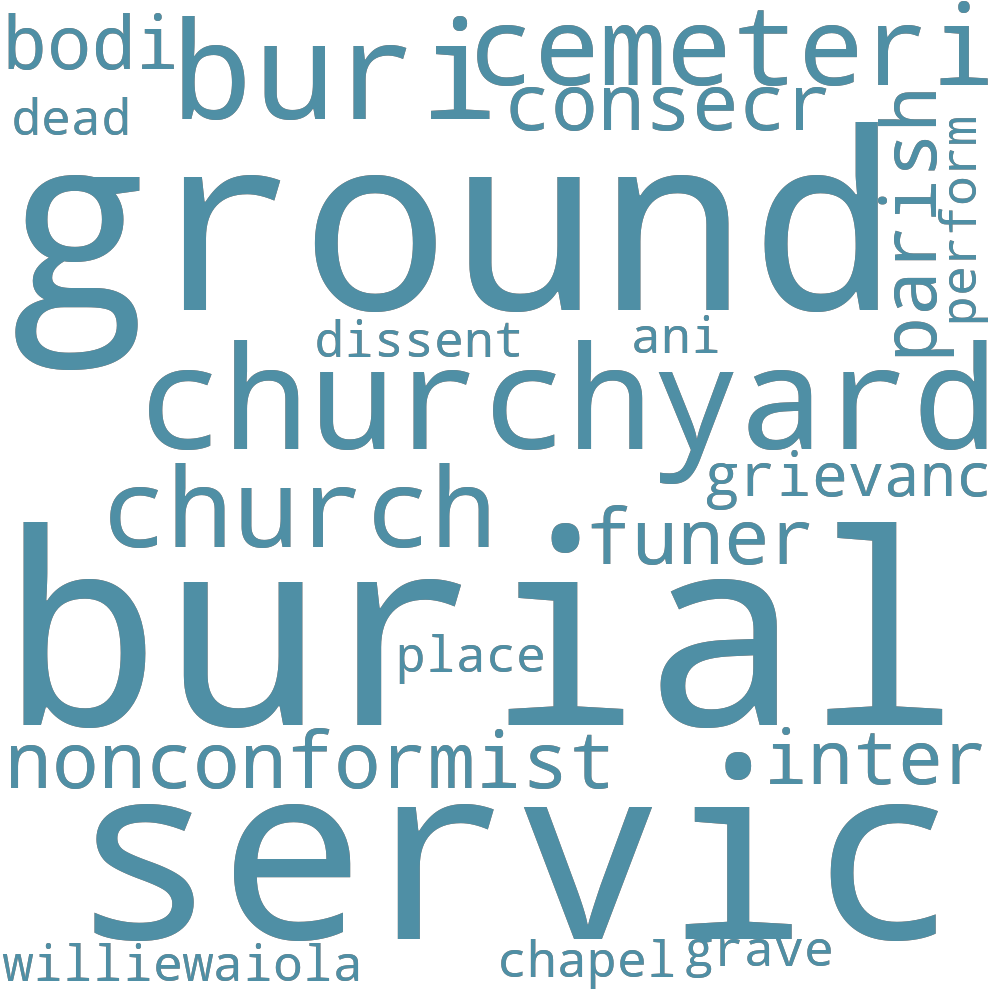 bodi
buri
cemeteri
dead
consecr
parish
perform
ground
dissent
ani
churchyard
grievanc
church
funer
burial
place
nonconformist
inter
servic
williewaiola
chapel
grave